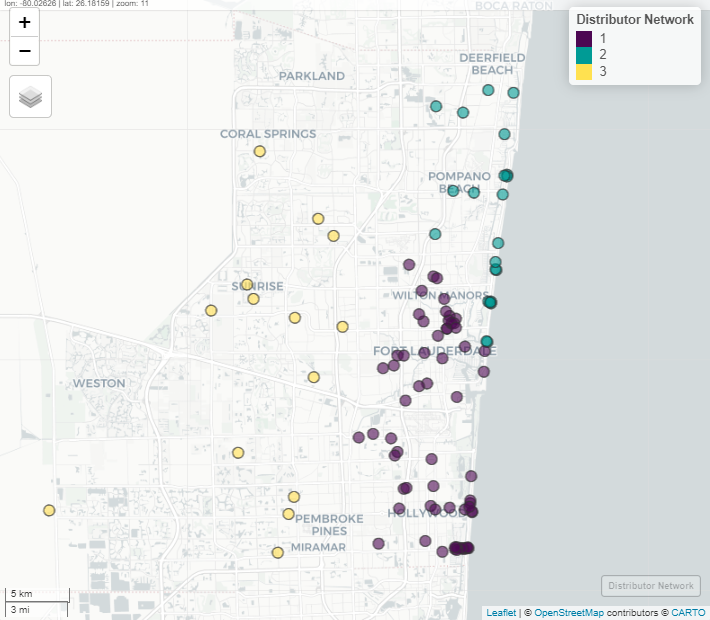 lon: -80.02626 | lat: 26.18159 | zoom: 11
BOCA RATON
+
−
Distributor Network
1
2
3
DEERFIELD
BEACH
PARKLAND
CORAL SPRINGS
POMPANO
BEACH
SUNRISE
WILTON MANORS
FORT LAUDERDALE
WESTON
HOLLYWOOD
PEMBROKE
PINES
MIRAMAR
Distributor Network
5 km
3 mi
Leaflet | © OpenStreetMap contributors © CARTO